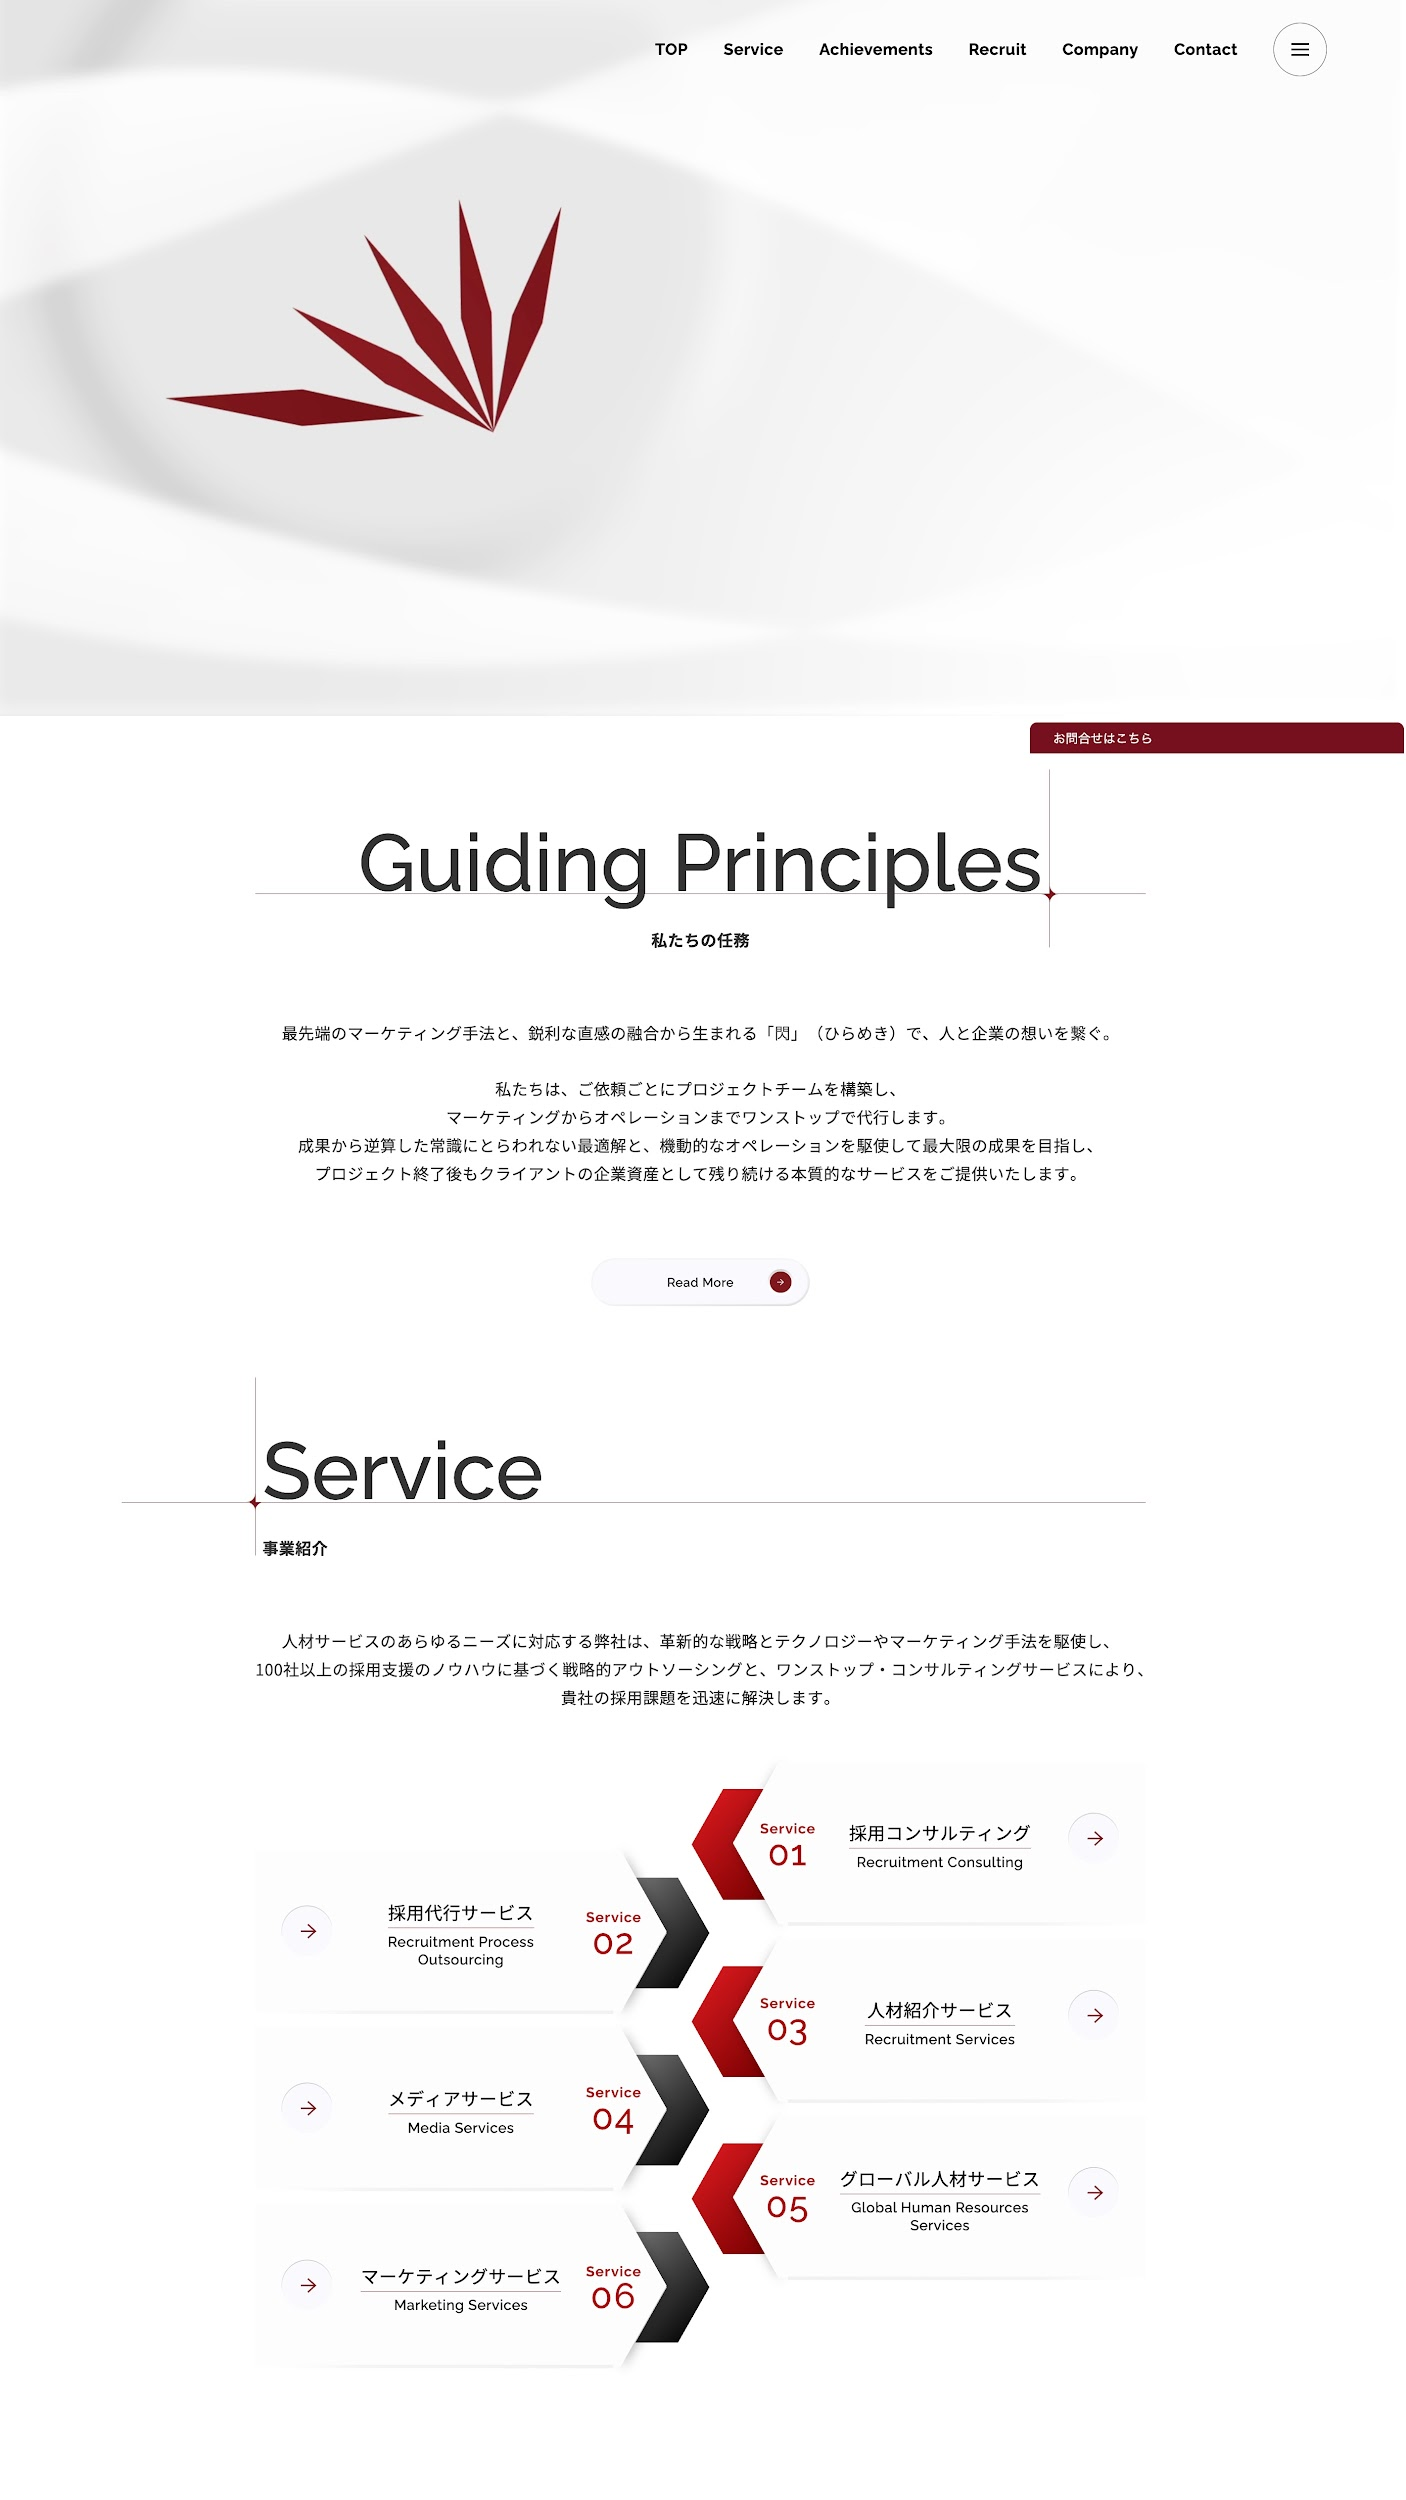 TOP Service Achievements Recruit Company Contact
お問合せはこちら
Guiding Principles
私たちの任務
最先端のマーケティング手法と、鋭利な直感の融合から生まれる「閃」（ひらめき）で、人と企業の想いを繋ぐ。
私たちは、ご依頼ごとにプロジェクトチームを構築し、
マーケティングからオペレーションまでワンストップで代行します。
成果から逆算した常識にとらわれない最適解と、機動的なオペレーションを駆使して最大限の成果を目指し、
プロジェクト終了後もクライアントの企業資産として残り続ける本質的なサービスをご提供いたします。
Read More
Service
事業紹介
人材サービスのあらゆるニーズに対応する弊社は、革新的な戦略とテクノロジーやマーケティング手法を駆使し、
100社以上の採用支援のノウハウに基づく戦略的アウトソーシングと、ワンストップ・コンサルティングサービスにより、
貴社の採用課題を迅速に解決します。
Service
01
採用コンサルティング
Recruitment Consulting
採用代行サービス
Recruitment Process
Outsourcing
Service
02
Service
03
人材紹介サービス
Recruitment Services
メディアサービス
Media Services
Service
04
Service
05
グローバル人材サービス
Global Human Resources
Services
マーケティングサービス
Marketing Services
Service
06